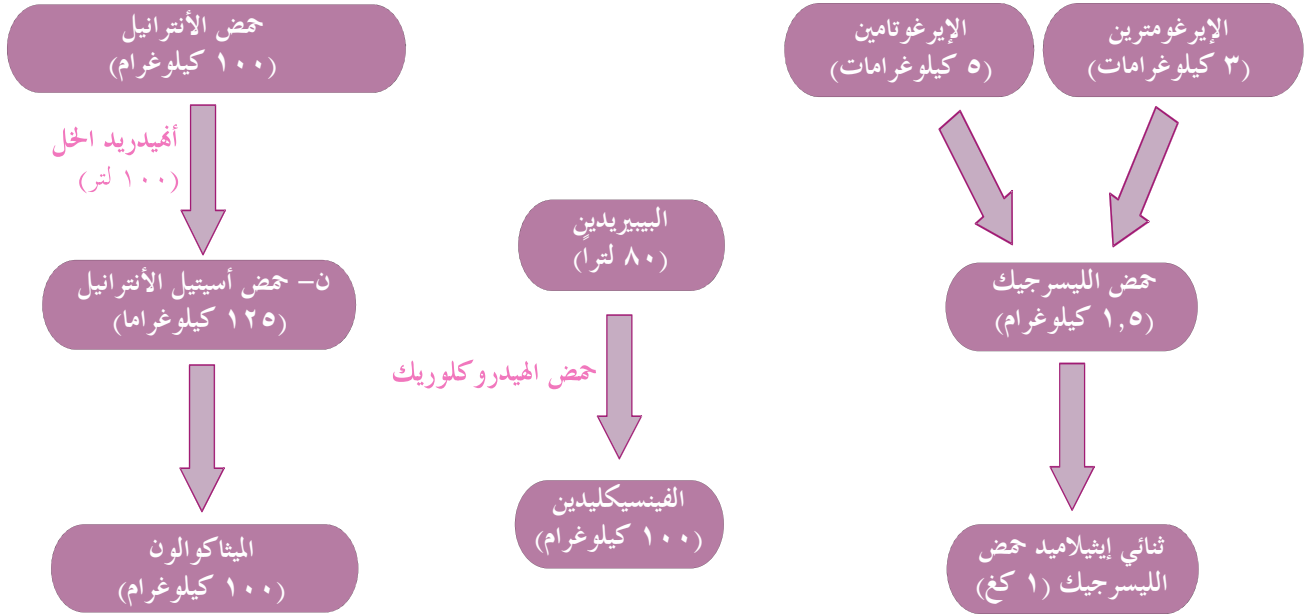 حمض الأنترانيل
(١٠٠ كيلوغرام)
أنهيدريد الخل
(١٠٠ لتر)
ن- حمض أسيتيل الأنترانيل
(١٢٥ كيلوغراما)
الميثاكوالون
(١٠٠ كيلوغرام)
البيبيريدين
(٨٠ لتراً)
حمض الهيدروكلوريك
الفينسيكليدين
(١٠٠ كيلوغرام)
الإيرغومترين
(٣ كيلوغرامات)
الإيرغوتامين
(٥ كيلوغرامات)
حمض الليسرجيك
(١,٥ كيلوغرام)
ثنائي إيثيلاميد حمض
الليسرجيك (١ كغ)